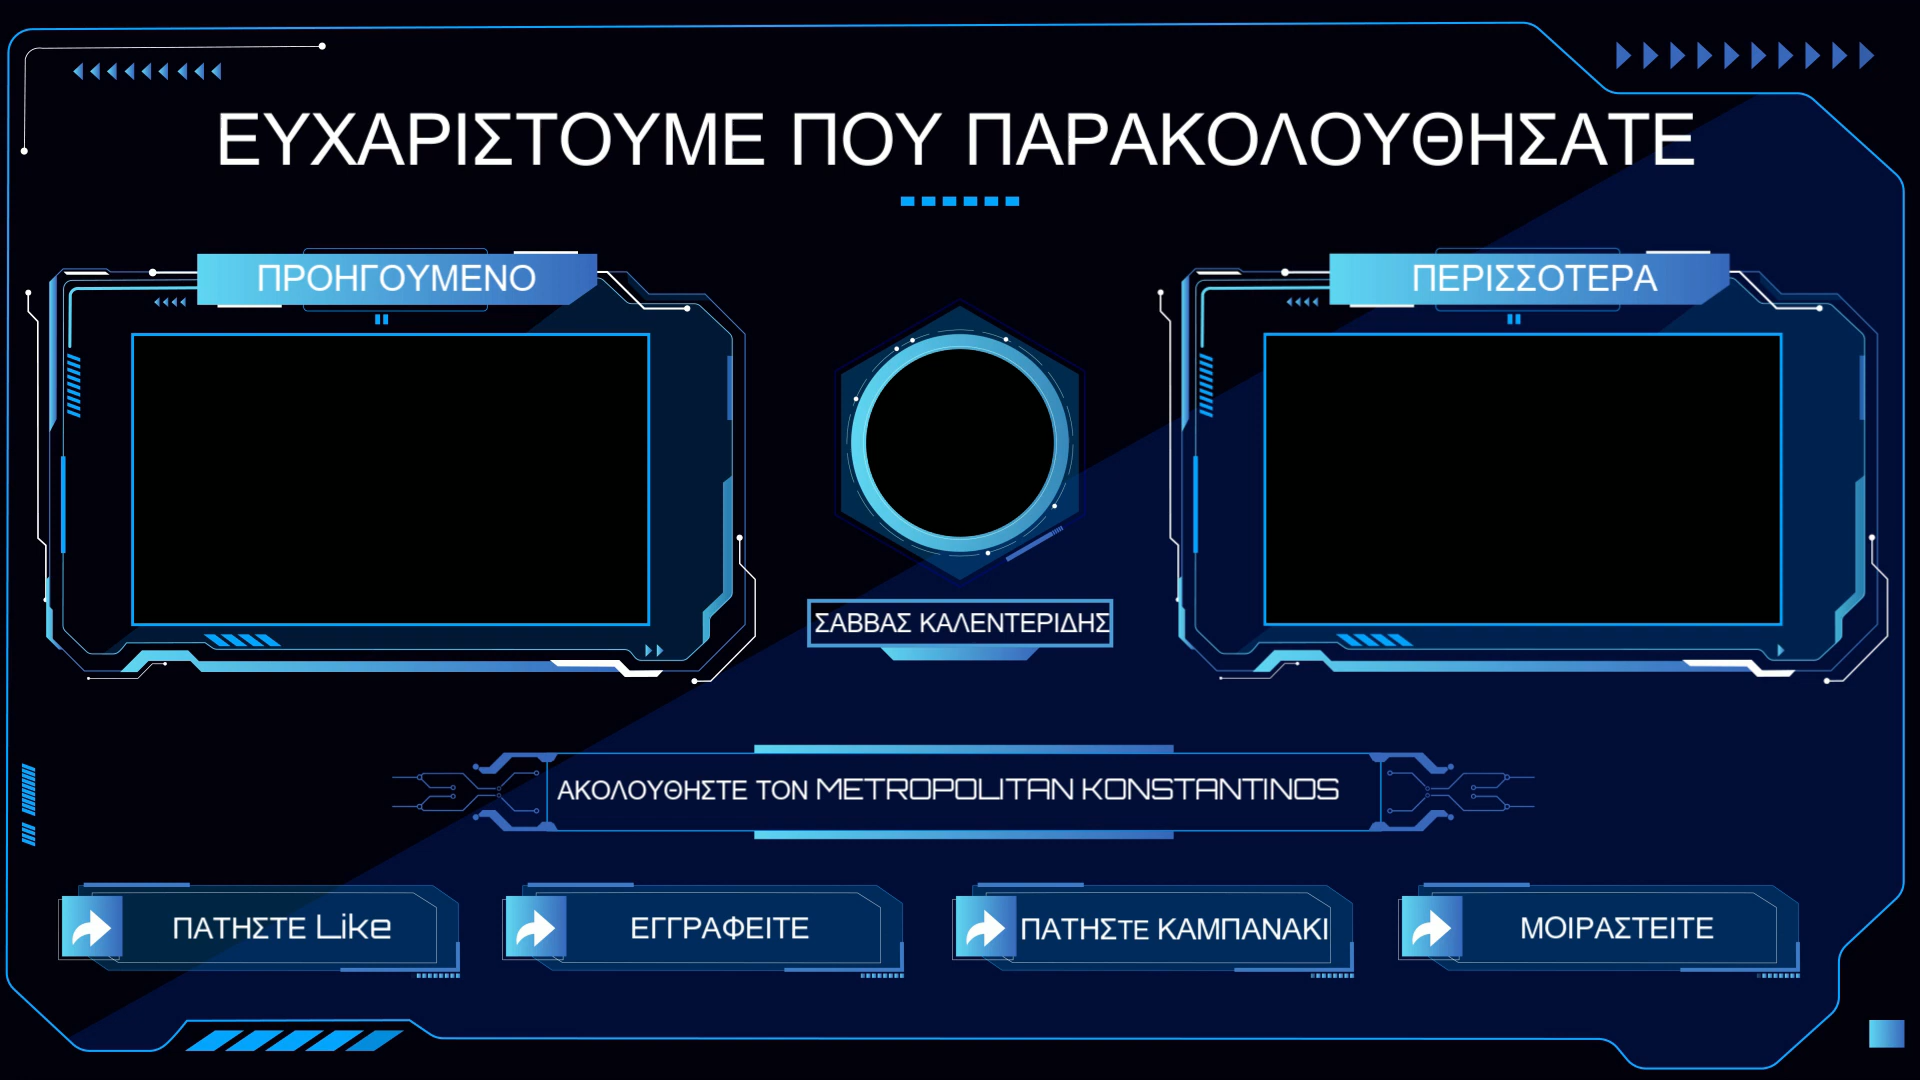 ΕΥΧΑΡΙΣΤΟΥΜΕ ΠΟΥ ΠΑΡΑΚΟΛΟΥΘΗΣΑΤΕ
ΠΡΟΗΓΟΥΜΕΝΟ
ΠΕΡΙΣΣΟΤΕΡΑ
ΣΑΒΒΑΣ ΚΑΛΕΝΤΕΡΙΔΗΣ
ΑΚΟΛΟΥΘΗΣΤΕ ΤΟΝ METROPOLITAN KONSTANTINOS
ΠΑΤΗΣΤΕ Like
ΕΓΓΡΑΦΕΙΤΕ
ΠΑΤΗΣΤΕ ΚΑΜΠΑΝΑΚΙ
ΜΟΙΡΑΣΤΕΙΤΕ